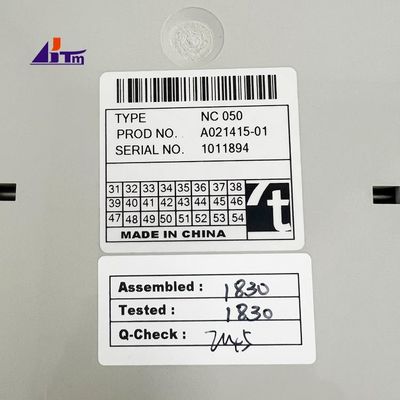 TYPE NC 050
PROD NO. A021415-01
SERIAL NO. 1011894
31 32 33 34 35 36 37 38
39 40 41 42 43 44 45 46
47 48 49 50 51 52 53 54
7t
MADE IN CHINA
Assembled : 1830
Tested : 1830
Q-Check :